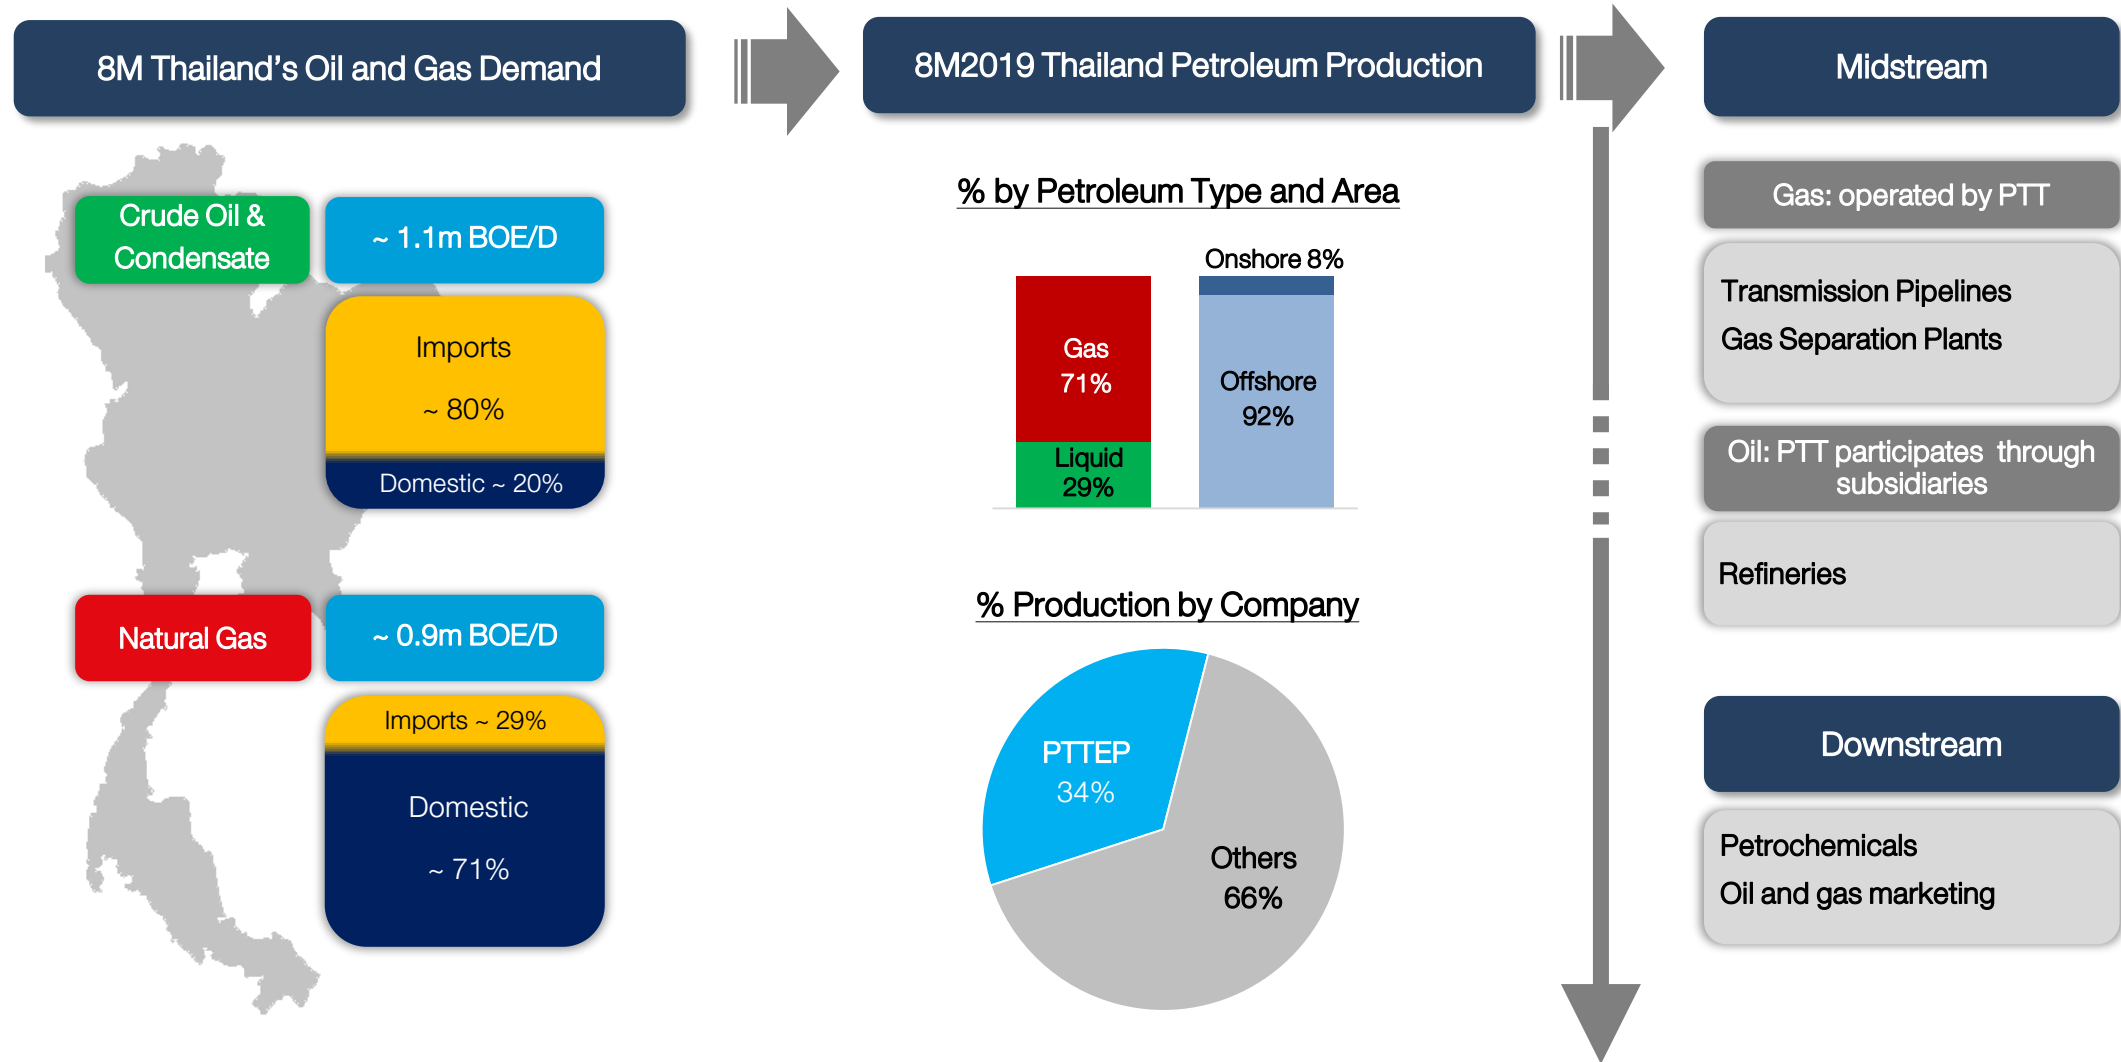 8M Thailand's Oil and Gas Demand
Crude Oil &
Condensate
~ 1.1m BOE/D
Imports
~ 80%
Domestic ~ 20%
Natural Gas
~ 0.9m BOE/D
Imports ~ 29%
Domestic
~ 71%
8M2019 Thailand Petroleum Production
% by Petroleum Type and Area
Gas
71%
Liquid
29%
Onshore 8%
Offshore
92%
% Production by Company
PTTEP
34%
Others
66%
Midstream
Gas: operated by PTT
Transmission Pipelines
Gas Separation Plants
Oil: PTT participates through
subsidiaries
Refineries
Downstream
Petrochemicals
Oil and gas marketing